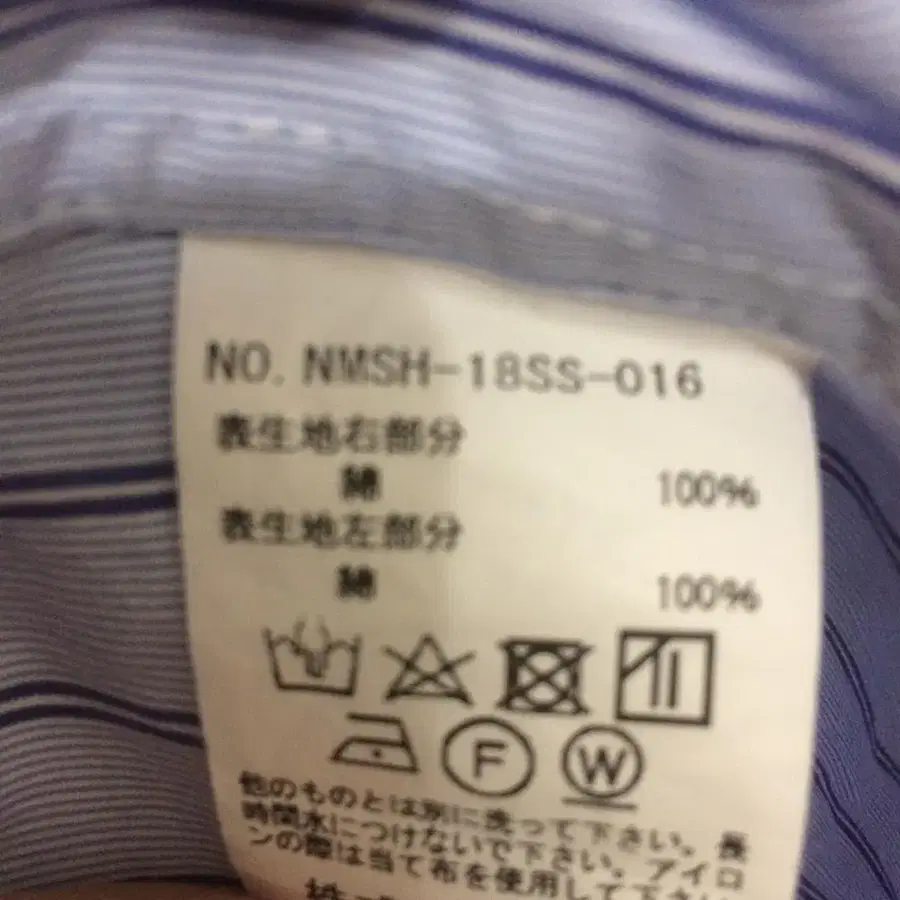 NO. NMSH-18SS-016
表生地右部分
綿 100%
表生地左部分
綿 100%
F W
他のものとは別に洗って下さい。長
時間水につけないで下さい。アイロ
ンの際は当て布を使用して下さい
株式